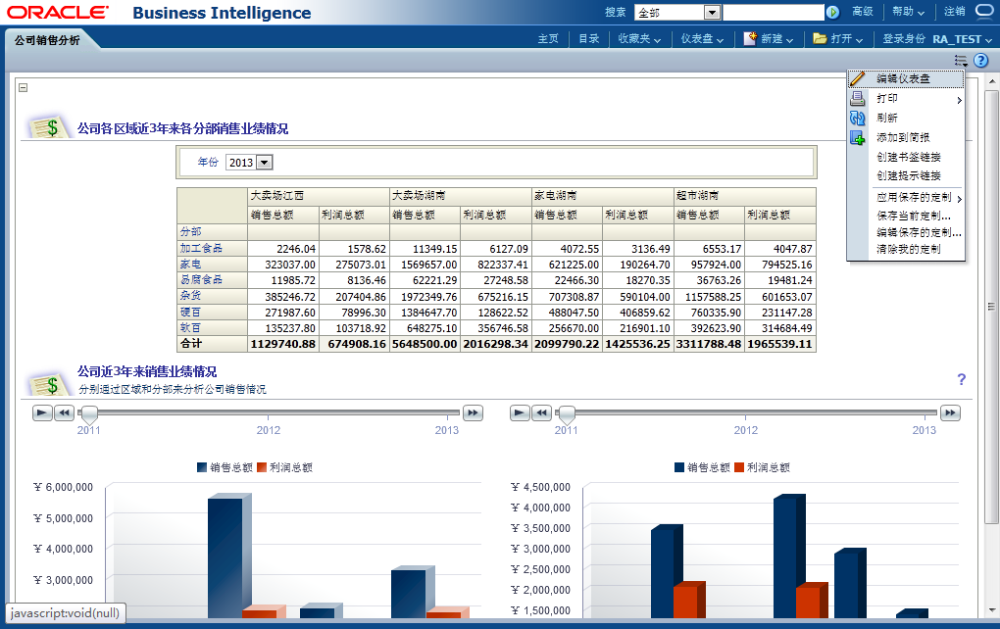 ORACLE Business Intelligence 搜索 全部 高级 帮助 注销
公司销售分析 主页 目录 收藏夹 仪表盘 新建 打开 登录身份 RA_TEST
编辑仪表盘
打印
刷新
添加到简报
创建书签链接
创建提示链接
应用保存的定制
保存当前定制...
编辑保存的定制...
清除我的定制
公司各区域近3年来各分部销售业绩情况
年份 2013
大卖场江西 大卖场湖南 家电湖南 超市湖南
销售总额 利润总额 销售总额 利润总额 销售总额 利润总额 销售总额 利润总额
分部
加工食品 2246.04 1578.62 11349.15 6127.09 4072.55 3136.49 6553.17 4047.87
家电 323037.00 275073.01 1569657.00 822337.41 621225.00 190264.70 957924.00 794525.16
易腐食品 11985.72 8136.46 62221.29 27248.58 22466.30 18270.35 36763.26 19481.24
杂货 385246.72 207404.86 1972349.76 675216.15 707308.87 590104.00 1157588.25 601653.07
硬百 271987.60 78996.30 1384647.70 128622.52 488047.50 406859.62 760335.90 231147.28
软百 135237.80 103718.92 648275.10 356746.58 256670.00 216901.10 392623.90 314684.49
合计 1129740.88 674908.16 5648500.00 2016298.34 2099790.22 1425536.25 3311788.48 1965539.11
公司近3年来销售业绩情况
分别通过区域和分部来分析公司销售情况
2011 2012 2013
销售总额 利润总额
¥ 6,000,000
¥ 5,000,000
¥ 4,000,000
¥ 3,000,000
2011 2012 2013
销售总额 利润总额
¥ 4,500,000
¥ 4,000,000
¥ 3,500,000
¥ 3,000,000
¥ 2,500,000
¥ 2,000,000
¥ 1,500,000
javascript:void(null)